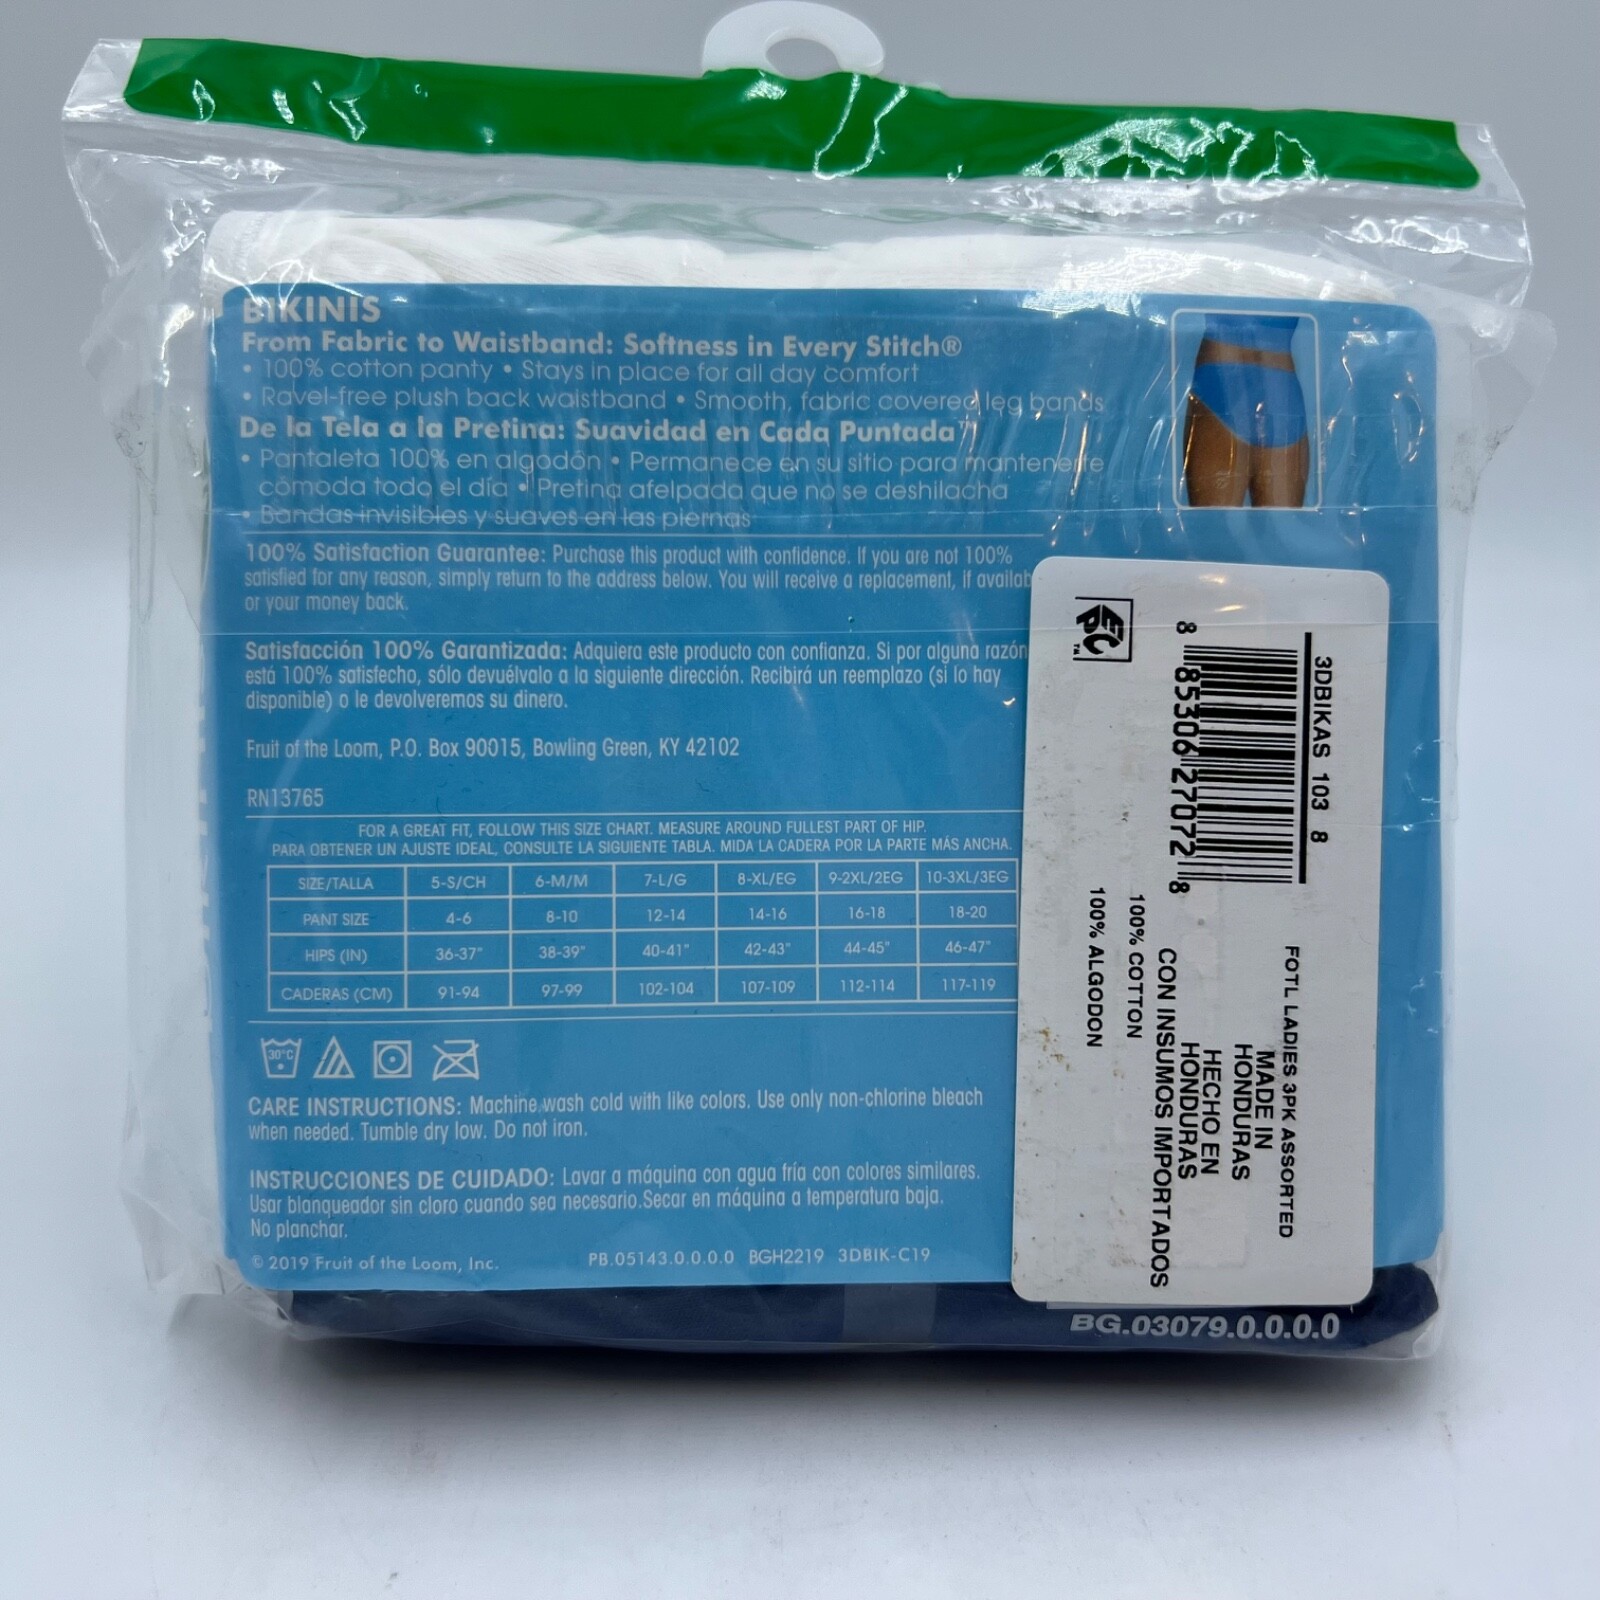 BIKINIS
From Fabric to Waistband: Softness in Every Stitch®
• 100% cotton panty • Stays in place for all day comfort
• Ravel-free plush back waistband • Smooth, fabric covered leg bands
De la Tela a la Pretina: Suavidad en Cada Puntada™
• Pantaleta 100% en algodón • Permanece en su sitio para mantenerte
cómoda todo el día • Pretina afelpada que no se deshilacha
• Bandas invisibles y suaves en las piernas
100% Satisfaction Guarantee: Purchase this product with confidence. If you are not 100%
satisfied for any reason, simply return to the address below. You will receive a replacement, if availab
or your money back.
Satisfacción 100% Garantizada: Adquiera este producto con confianza. Si por alguna razón
está 100% satisfecho, sólo devuélvalo a la siguiente dirección. Recibirá un reemplazo (si lo hay
disponible) o le devolveremos su dinero.
Fruit of the Loom, P.O. Box 90015, Bowling Green, KY 42102
RN13765
FOR A GREAT FIT, FOLLOW THIS SIZE CHART. MEASURE AROUND FULLEST PART OF HIP.
PARA OBTENER UN AJUSTE IDEAL, CONSULTE LA SIGUIENTE TABLA. MIDA LA CADERA POR LA PARTE MÁS ANCHA.
SIZE/TALLA 5-S/CH 6-M/M 7-L/G 8-XL/EG 9-2XL/2EG 10-3XL/3EG
PANT SIZE 4-6 8-10 12-14 14-16 16-18 18-20
HIPS (IN) 36-37" 38-39" 40-41" 42-43" 44-45" 46-47"
CADERAS (CM) 91-94 97-99 102-104 107-109 112-114 117-119
30°C
CARE INSTRUCTIONS: Machine wash cold with like colors. Use only non-chlorine bleach
when needed. Tumble dry low. Do not iron.
INSTRUCCIONES DE CUIDADO: Lavar a máquina con agua fría con colores similares.
Usar blanqueador sin cloro cuando sea necesario.Secar en máquina a temperatura baja.
No planchar.
© 2019 Fruit of the Loom, Inc. PB.05143.0.0.0.0 BGH2219 3DBIK-C19
3DBIKAS 103 8
8 85306 27072 8
EPC™
FOTL LADIES 3PK ASSORTED
MADE IN
HONDURAS
HECHO EN
HONDURAS
CON INSUMOS IMPORTADOS
100% COTTON
100% ALGODON
BG.03079.0.0.0.0